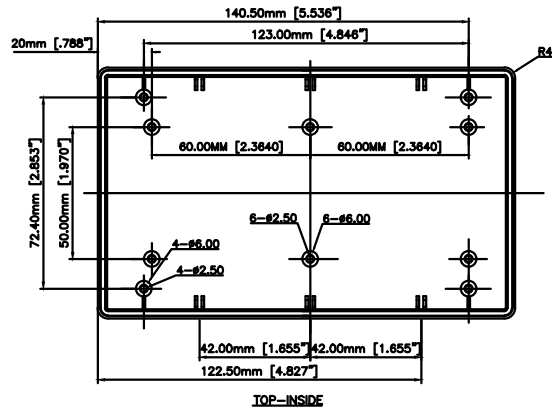 140.50mm [5.536"]
123.00mm [4.846"]
20mm [.788"]
R4
72.40mm [2.853"]
50.00mm [1.970"]
60.00MM [2.3640]
60.00MM [2.3640]
6-ø2.50
6-ø6.00
4-ø6.00
4-ø2.50
42.00mm [1.655"]
42.00mm [1.655"]
122.50mm [4.827"]
TOP-INSIDE